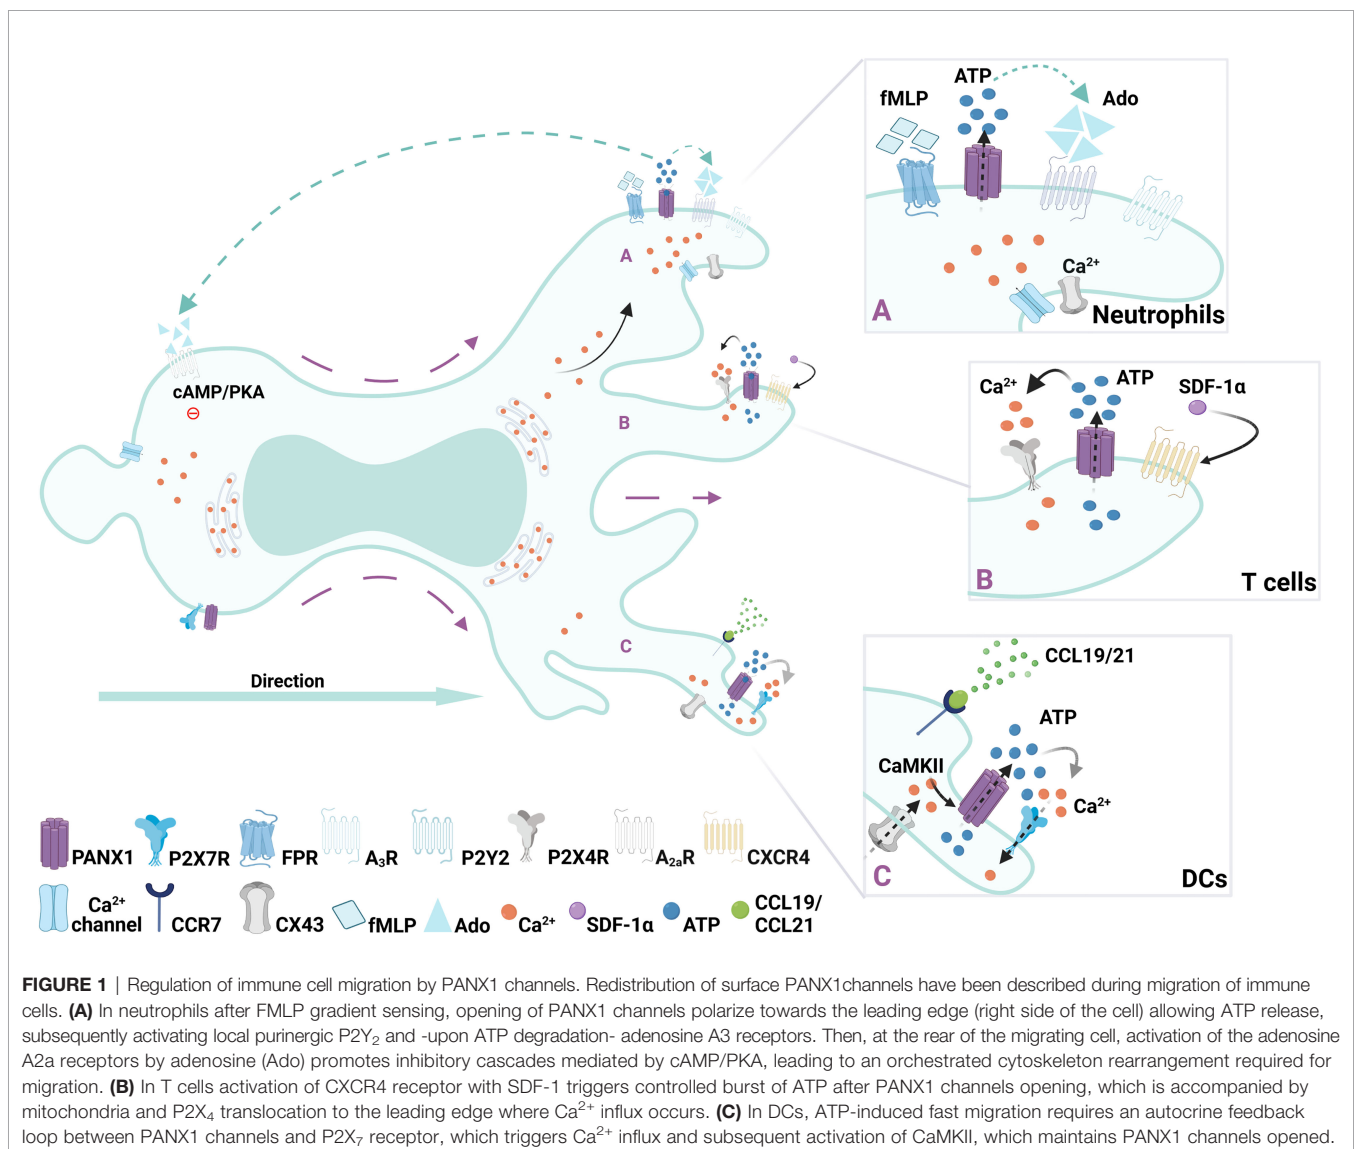 ATP
fMLP
Ado
Ca²⁺
A
Neutrophils
A
cAMP/PKA
B
Ca²⁺
ATP
SDF-1α
B
T cells
C
Direction
CCL19/21
ATP
CaMKII
Ca²⁺
C
DCs
PANX1 P2X7R FPR A₃R P2Y2 P2X4R A₂ₐR CXCR4
Ca²⁺ channel CCR7 CX43 fMLP Ado Ca²⁺ SDF-1α ATP CCL19/ CCL21
FIGURE 1 | Regulation of immune cell migration by PANX1 channels. Redistribution of surface PANX1channels have been described during migration of immune
cells. (A) In neutrophils after FMLP gradient sensing, opening of PANX1 channels polarize towards the leading edge (right side of the cell) allowing ATP release,
subsequently activating local purinergic P2Y₂ and -upon ATP degradation- adenosine A3 receptors. Then, at the rear of the migrating cell, activation of the adenosine
A2a receptors by adenosine (Ado) promotes inhibitory cascades mediated by cAMP/PKA, leading to an orchestrated cytoskeleton rearrangement required for
migration. (B) In T cells activation of CXCR4 receptor with SDF-1 triggers controlled burst of ATP after PANX1 channels opening, which is accompanied by
mitochondria and P2X₄ translocation to the leading edge where Ca²⁺ influx occurs. (C) In DCs, ATP-induced fast migration requires an autocrine feedback
loop between PANX1 channels and P2X₇ receptor, which triggers Ca²⁺ influx and subsequent activation of CaMKII, which maintains PANX1 channels opened.